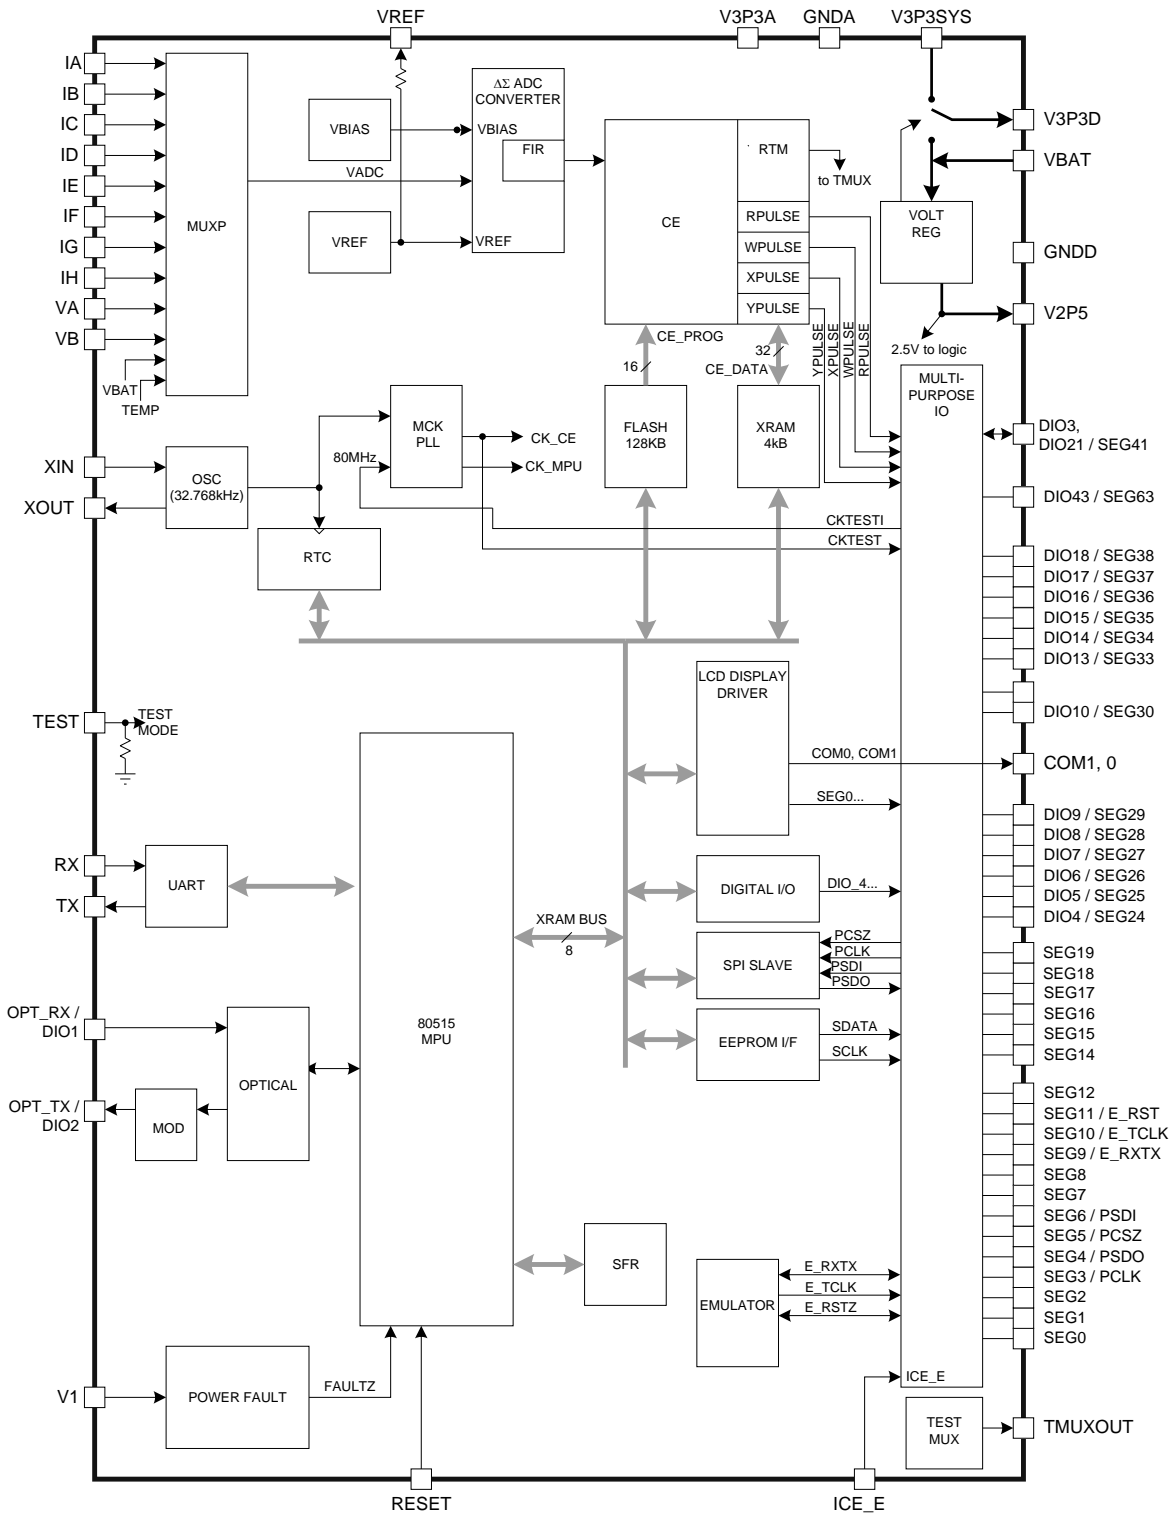 VREF
V3P3A
GNDA
V3P3SYS
IA
IB
IC
ID
IE
IF
IG
IH
VA
VB
VBAT
TEMP
MUXP
VBIAS
VADC
VREF
ΔΣ ADC
CONVERTER
VBIAS
FIR
VREF
CE
RTM
to TMUX
RPULSE
WPULSE
XPULSE
YPULSE
YPULSE
XPULSE
WPULSE
RPULSE
VOLT
REG
V3P3D
VBAT
GNDD
V2P5
2.5V to logic
CE_PROG
16
32
CE_DATA
FLASH
128KB
XRAM
4kB
MCK
PLL
80MHz
CK_CE
CK_MPU
XIN
XOUT
OSC
(32.768kHz)
RTC
CKTESTI
CKTEST
MULTI-
PURPOSE
IO
DIO3,
DIO21 / SEG41
DIO43 / SEG63
DIO18 / SEG38
DIO17 / SEG37
DIO16 / SEG36
DIO15 / SEG35
DIO14 / SEG34
DIO13 / SEG33
DIO10 / SEG30
COM1, 0
DIO9 / SEG29
DIO8 / SEG28
DIO7 / SEG27
DIO6 / SEG26
DIO5 / SEG25
DIO4 / SEG24
SEG19
SEG18
SEG17
SEG16
SEG15
SEG14
SEG12
SEG11 / E_RST
SEG10 / E_TCLK
SEG9 / E_RXTX
SEG8
SEG7
SEG6 / PSDI
SEG5 / PCSZ
SEG4 / PSDO
SEG3 / PCLK
SEG2
SEG1
SEG0
TEST
TEST
MODE
LCD DISPLAY
DRIVER
COM0, COM1
SEG0...
RX
TX
UART
DIGITAL I/O
DIO_4...
XRAM BUS
8
SPI SLAVE
PCSZ
PCLK
PSDI
PSDO
OPT_RX /
DIO1
OPT_TX /
DIO2
OPTICAL
MOD
80515
MPU
EEPROM I/F
SDATA
SCLK
SFR
EMULATOR
E_RXTX
E_TCLK
E_RSTZ
V1
POWER FAULT
FAULTZ
ICE_E
TEST
MUX
TMUXOUT
RESET
ICE_E